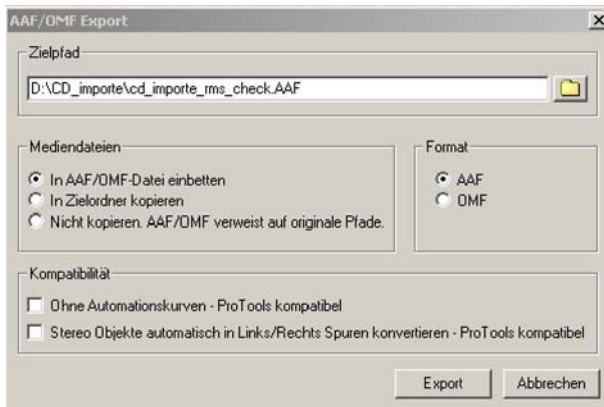 AAF/OMF Export
Zielpfad
D:\CD_importe\cd_importe_rms_check.AAF
Mediendateien
In AAF/OMF-Datei einbetten
In Zielordner kopieren
Nicht kopieren. AAF/OMF verweist auf originale Pfade.
Format
AAF
OMF
Kompatibilität
Ohne Automationskurven - ProTools kompatibel
Stereo Objekte automatisch in Links/Rechts Spuren konvertieren - ProTools kompatibel
Export
Abbrechen